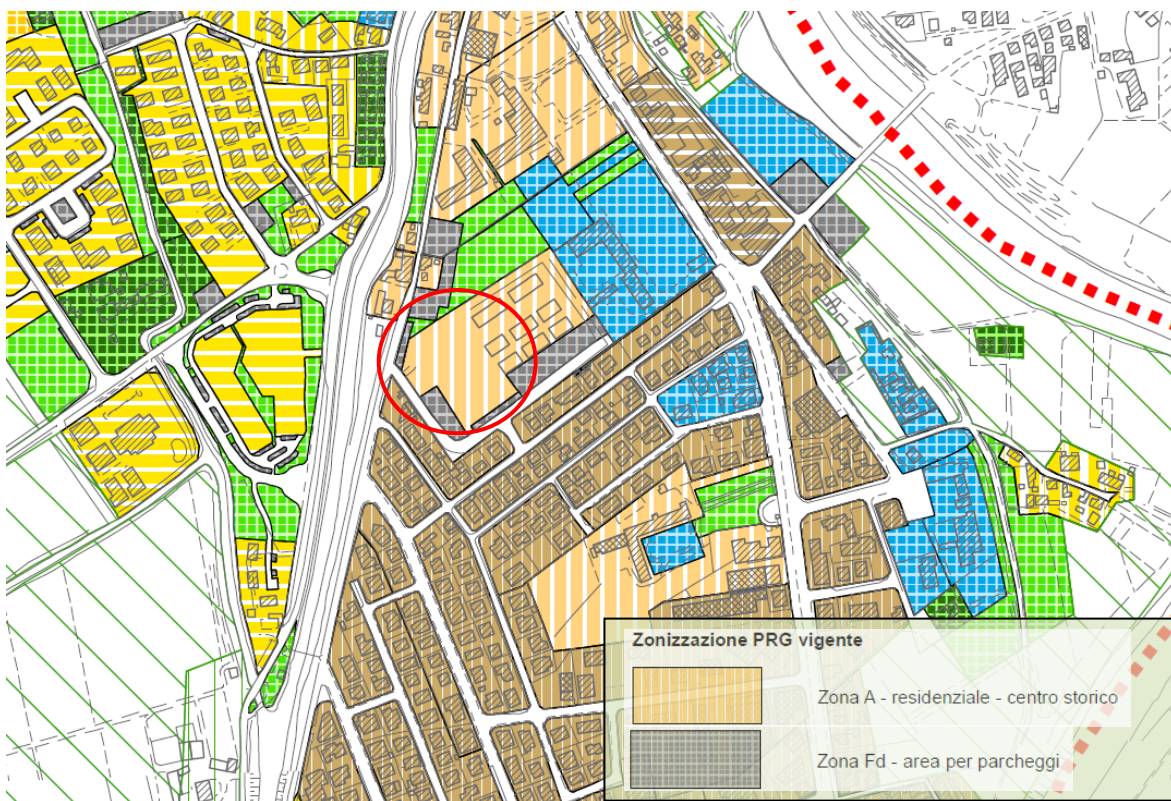 Zonizzazione PRG vigente
Zona A - residenziale - centro storico
Zona Fd - area per parcheggi